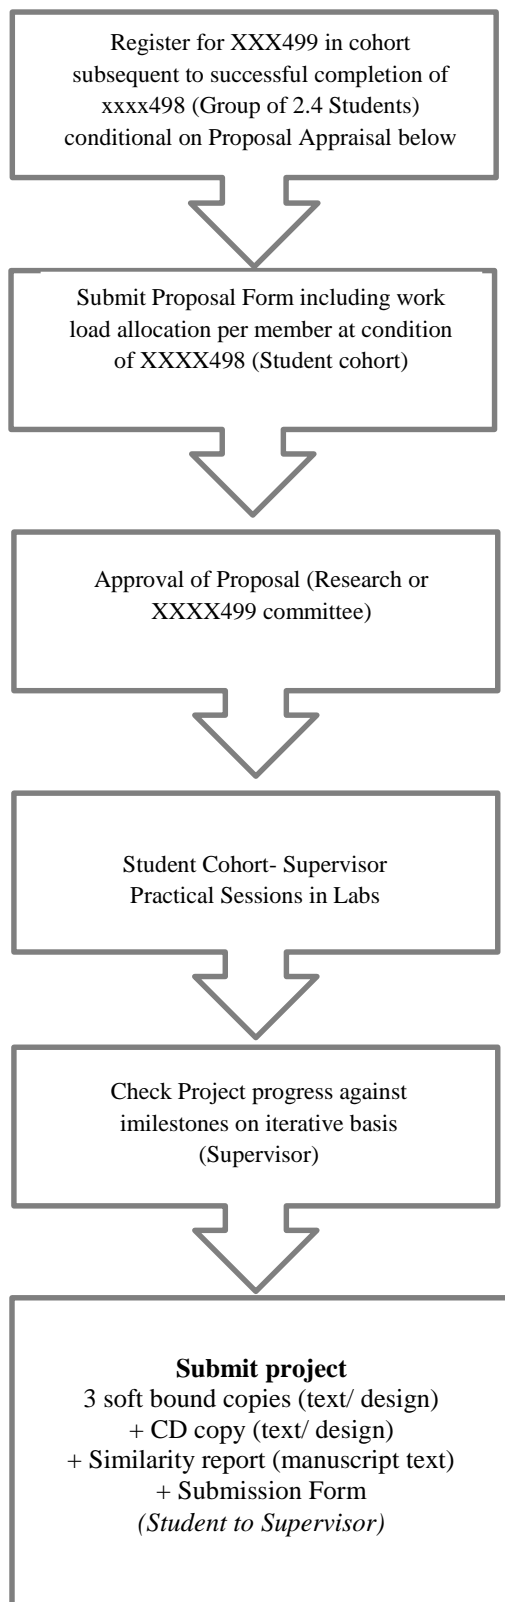 Register for XXX499 in cohort
subsequent to successful completion of
xxxx498 (Group of 2.4 Students)
conditional on Proposal Appraisal below
Submit Proposal Form including work
load allocation per member at condition
of XXXX498 (Student cohort)
Approval of Proposal (Research or
XXXX499 committee)
Student Cohort- Supervisor
Practical Sessions in Labs
Check Project progress against
imilestones on iterative basis
(Supervisor)
Submit project
3 soft bound copies (text/ design)
+ CD copy (text/ design)
+ Similarity report (manuscript text)
+ Submission Form
(Student to Supervisor)